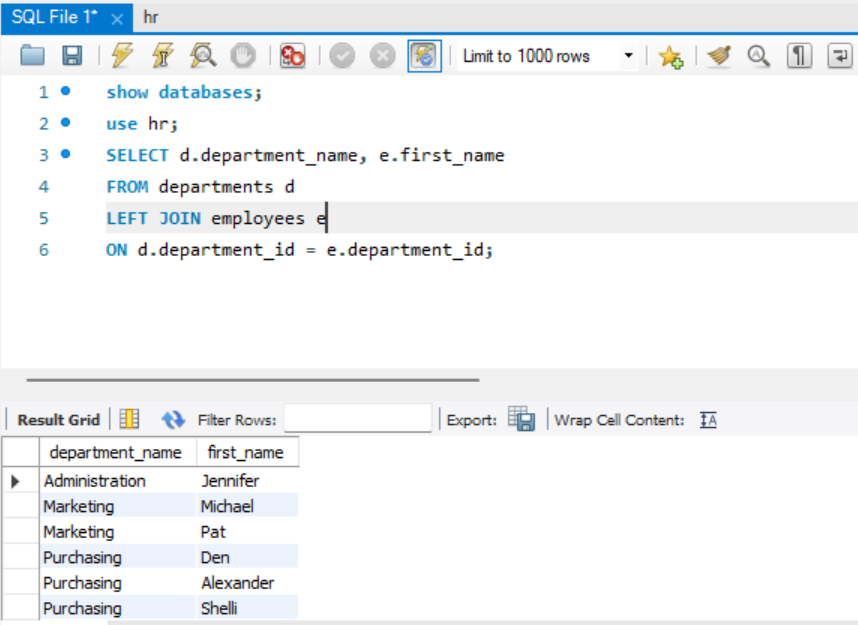 SQL File 1* × hr
Limit to 1000 rows
1 show databases;
2 use hr;
3 SELECT d.department_name, e.first_name
4 FROM departments d
5 LEFT JOIN employees e
6 ON d.department_id = e.department_id;
Result Grid Filter Rows: Export: Wrap Cell Content: IA
department_name first_name
Administration Jennifer
Marketing Michael
Marketing Pat
Purchasing Den
Purchasing Alexander
Purchasing Shelli